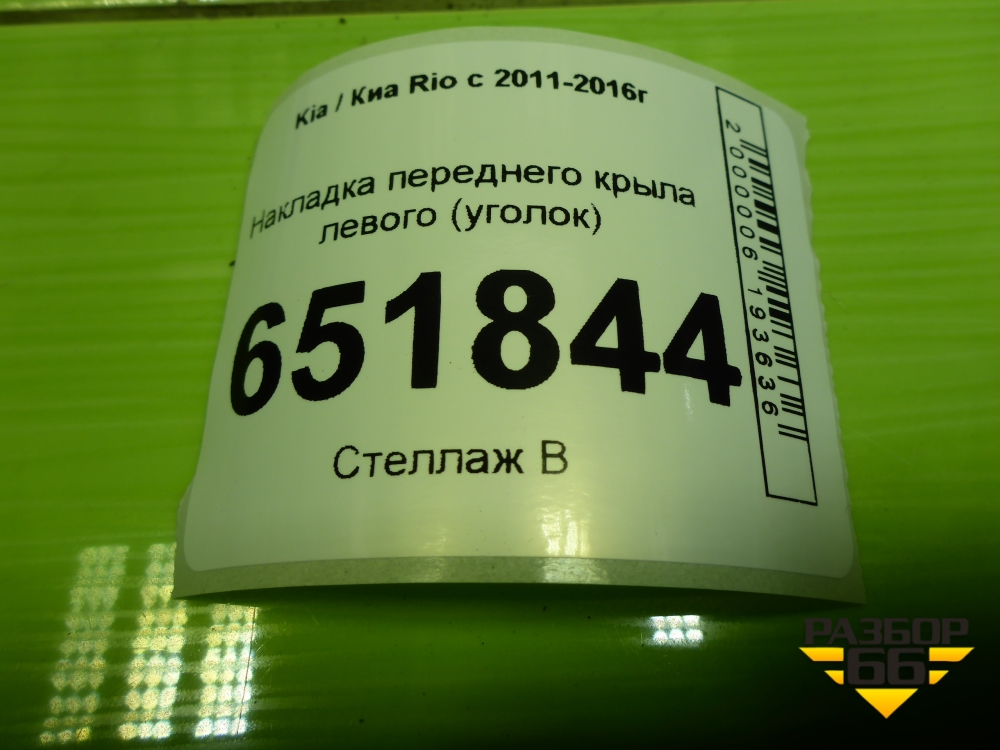 Kia / Киа Rio с 2011-2016г
Накладка переднего крыла
левого (уголок)
651844
Стеллаж В
2000006193636
РАЗБОР
66